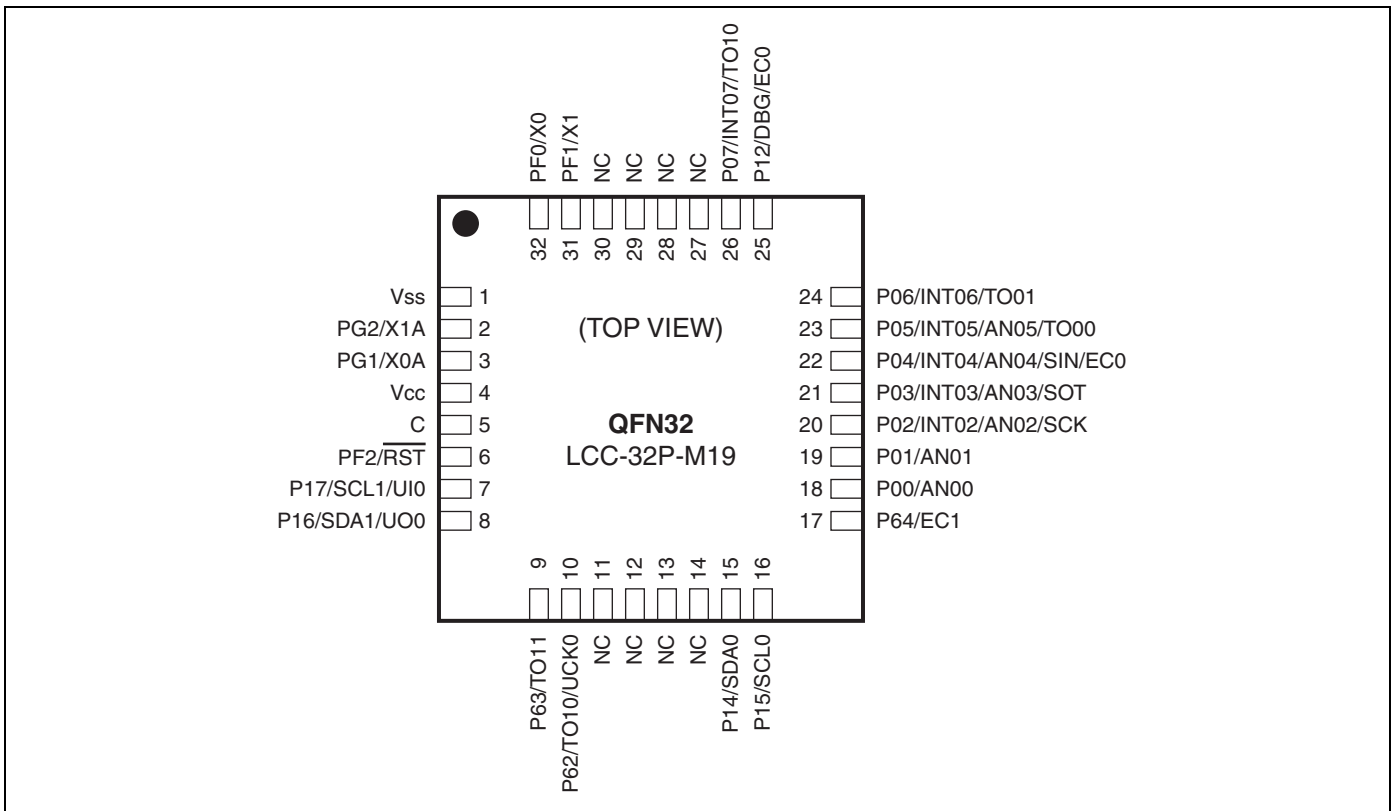 PF0/X0
PF1/X1
NC
NC
NC
NC
P07/INT07/TO10
P12/DBG/EC0
32
31
30
29
28
27
26
25
Vss 1
PG2/X1A 2
PG1/X0A 3
Vcc 4
C 5
PF2/RST 6
P17/SCL1/UI0 7
P16/SDA1/UO0 8
(TOP VIEW)
QFN32
LCC-32P-M19
24 P06/INT06/TO01
23 P05/INT05/AN05/TO00
22 P04/INT04/AN04/SIN/EC0
21 P03/INT03/AN03/SOT
20 P02/INT02/AN02/SCK
19 P01/AN01
18 P00/AN00
17 P64/EC1
9
10
11
12
13
14
15
16
P63/TO11
P62/TO10/UCK0
NC
NC
NC
NC
P14/SDA0
P15/SCL0